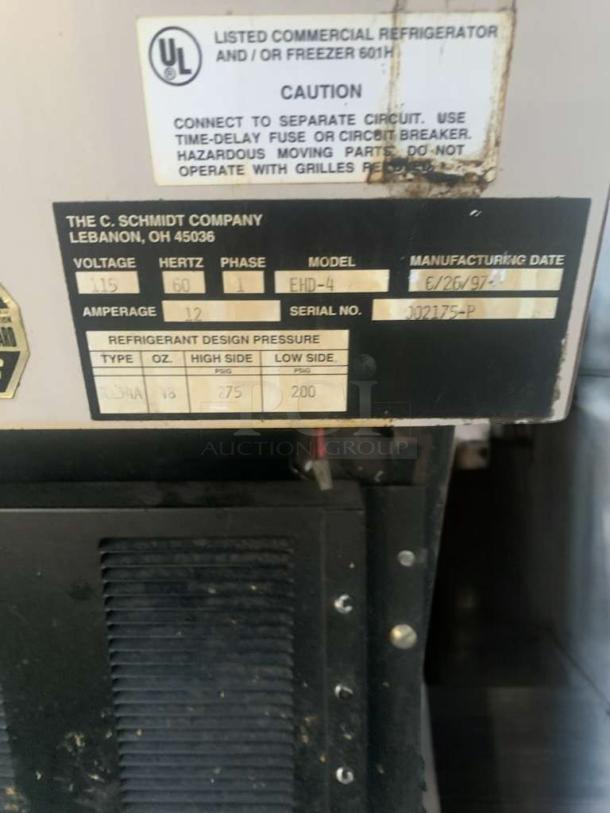 UL
LISTED COMMERCIAL REFRIGERATOR
AND / OR FREEZER 601H
CAUTION
CONNECT TO SEPARATE CIRCUIT. USE
TIME-DELAY FUSE OR CIRCUIT BREAKER.
HAZARDOUS MOVING PARTS DO NOT
OPERATE WITH GRILLES
THE C. SCHMIDT COMPANY
LEBANON, OH 45036
VOLTAGE HERTZ PHASE MODEL MANUFACTURING DATE
115 60 1 EHD-4 6/26/97
AMPERAGE 12 SERIAL NO. 002175-P
REFRIGERANT DESIGN PRESSURE
TYPE OZ. HIGH SIDE LOW SIDE
PSIG PSIG
275 200
AUCTION GROUP